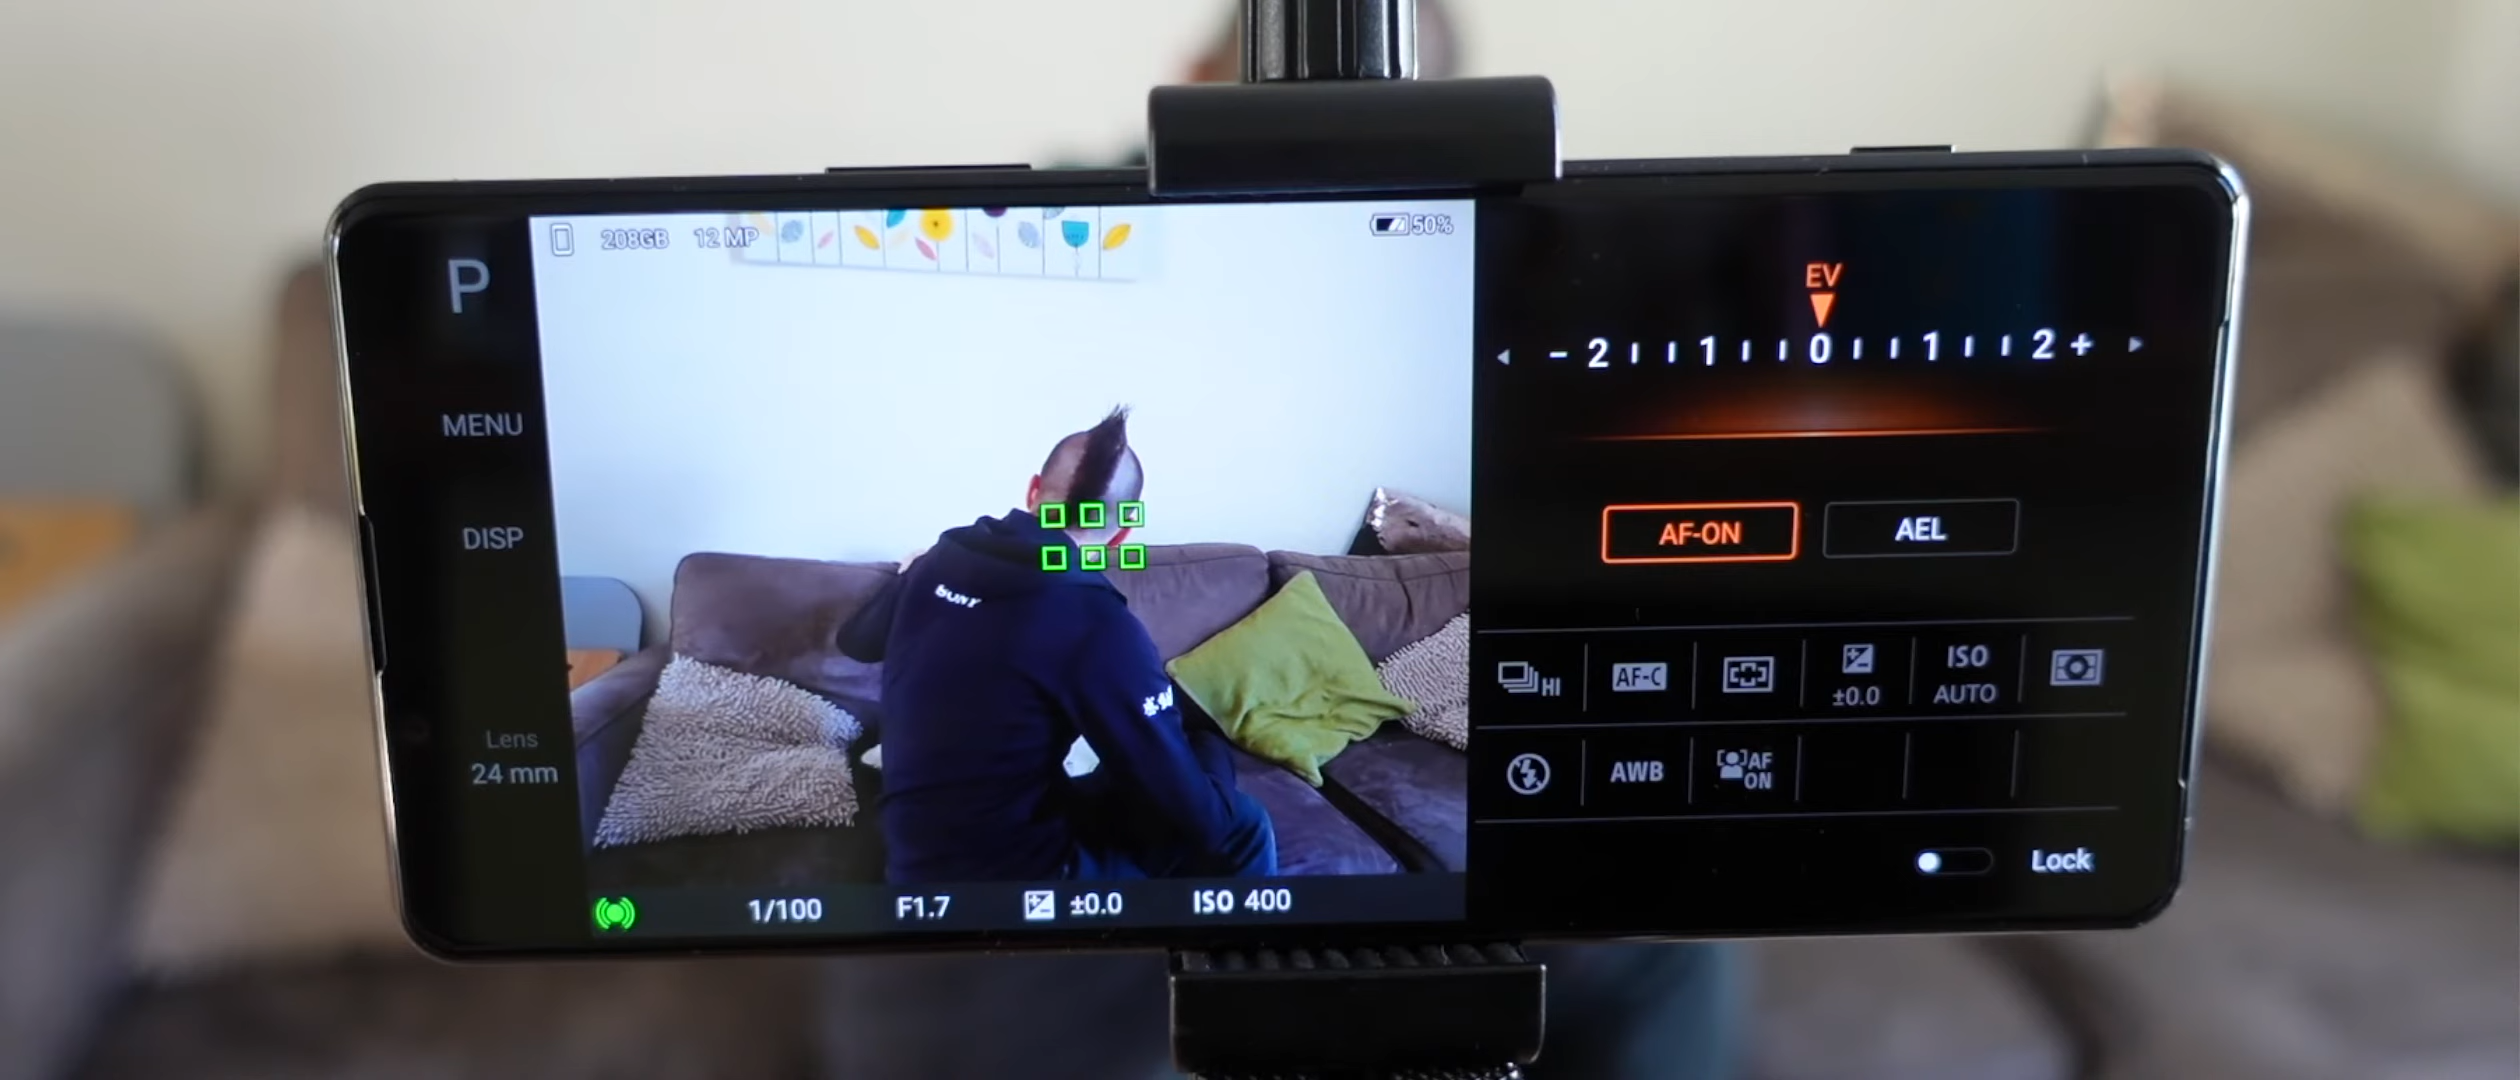 P
208GB 12 MP
50%
MENU
DISP
Lens
24 mm
SONY
1/100 F1.7 ±0.0 ISO 400
EV
- 2 1 0 1 2 +
AF-ON AEL
HI AF-C ±0.0 ISO AUTO
AWB AF ON
Lock